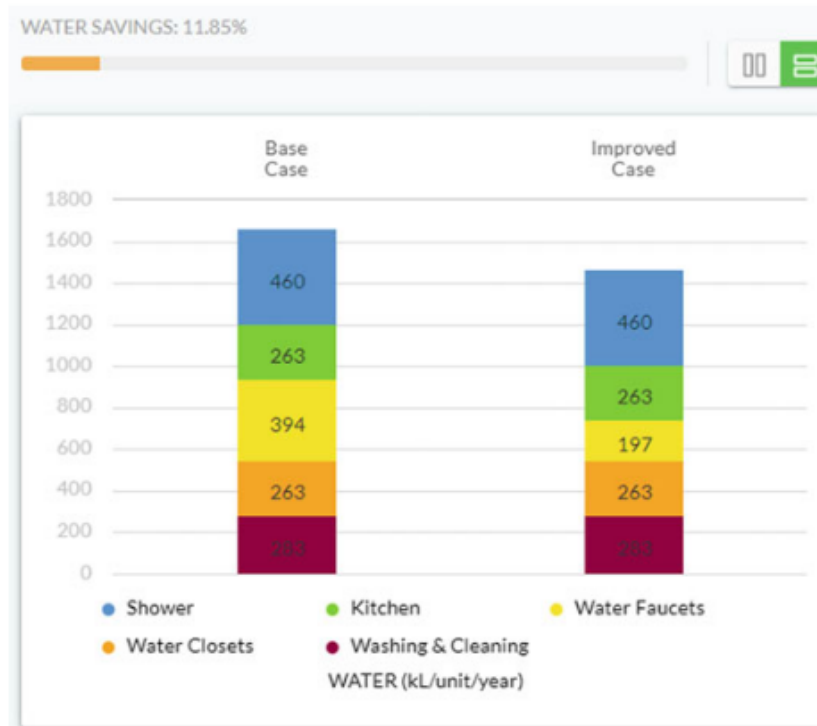 WATER SAVINGS: 11.85%
Base
Case
Improved
Case
1800
1600
1400
1200
1000
800
600
400
200
0
460
263
394
263
283
460
263
197
263
283
Shower
Kitchen
Water Faucets
Water Closets
Washing & Cleaning
WATER (kL/unit/year)